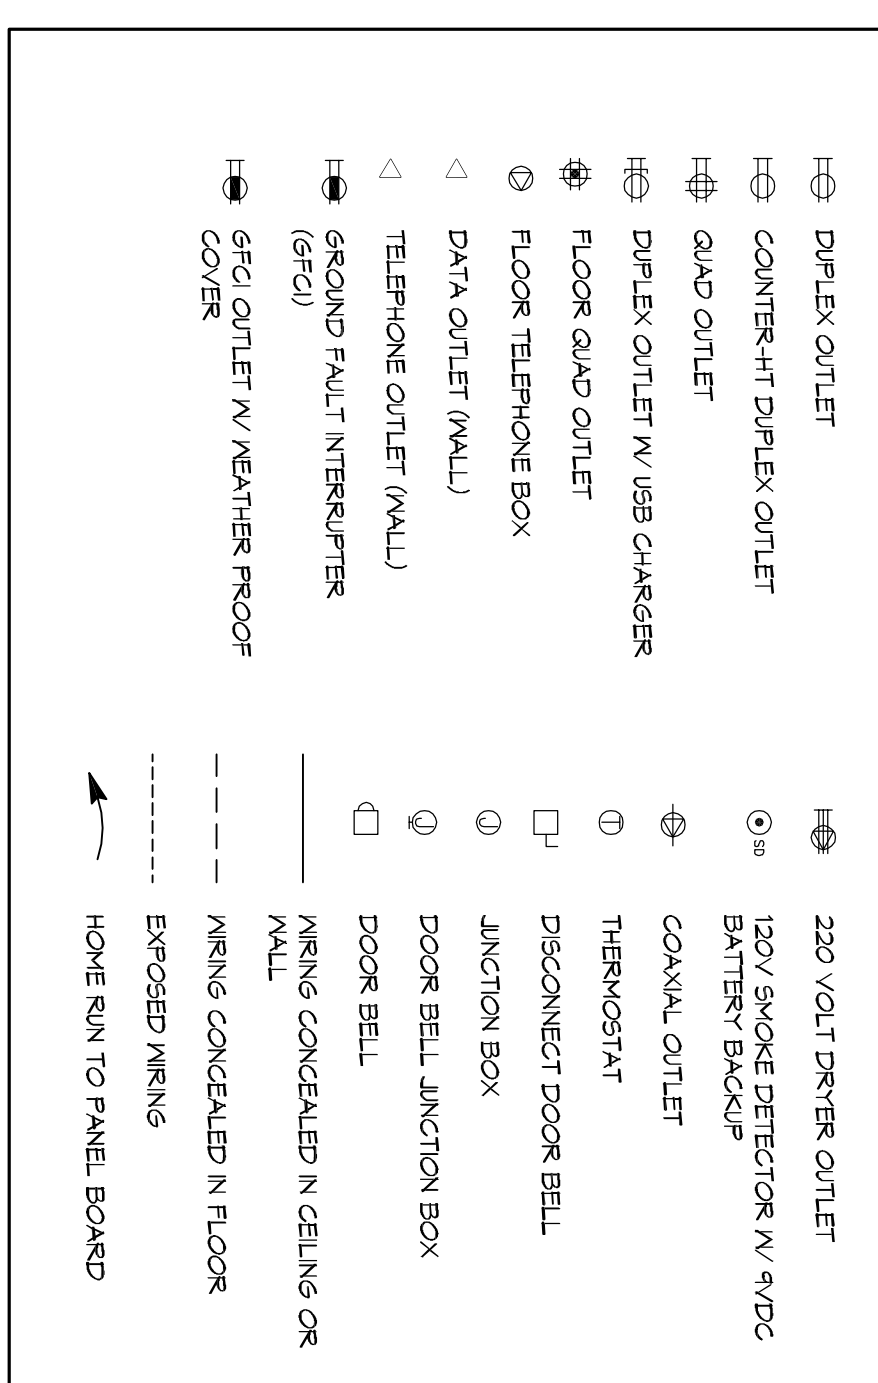 DUPLEX OUTLET
COUNTER-HT DUPLEX OUTLET
QUAD OUTLET
DUPLEX OUTLET W/ USB CHARGER
FLOOR QUAD OUTLET
FLOOR TELEPHONE BOX
DATA OUTLET (WALL)
TELEPHONE OUTLET (WALL)
GROUND FAULT INTERRUPTER
(GFCI)
GFCI OUTLET W/ WEATHER PROOF
COVER
220 VOLT DRYER OUTLET
SD
120V SMOKE DETECTOR W/ 9VDC
BATTERY BACKUP
COAXIAL OUTLET
T
THERMOSTAT
DISCONNECT DOOR BELL
J
JUNCTION BOX
J
DOOR BELL JUNCTION BOX
DOOR BELL
WIRING CONCEALED IN CEILING OR
WALL
WIRING CONCEALED IN FLOOR
EXPOSED WIRING
HOME RUN TO PANEL BOARD